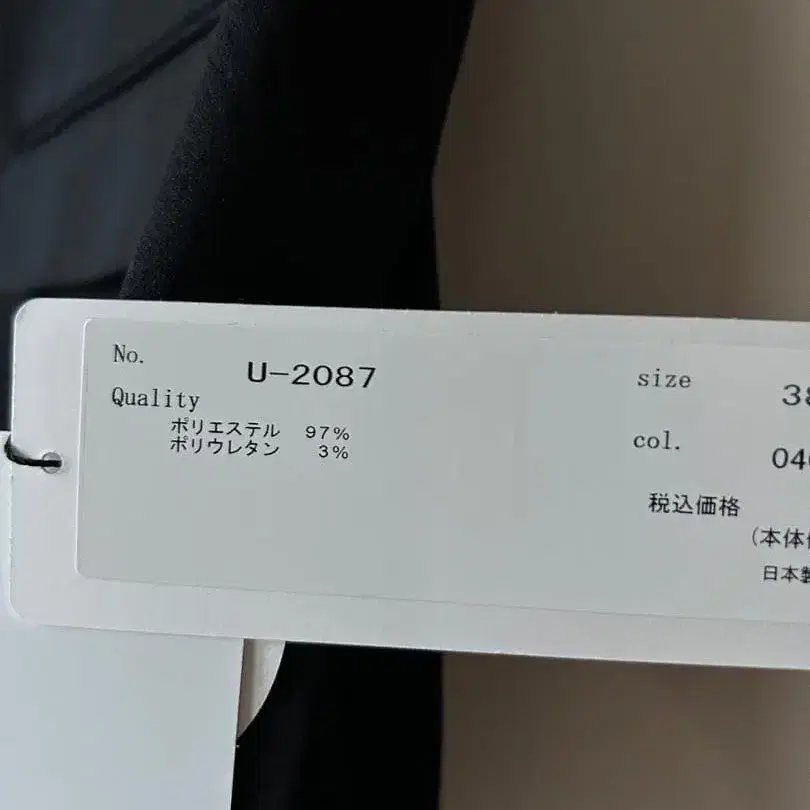 No. U-2087
Quality
ポリエステル 97%
ポリウレタン 3%
size 38
col.
税込価格
(本体
日本製